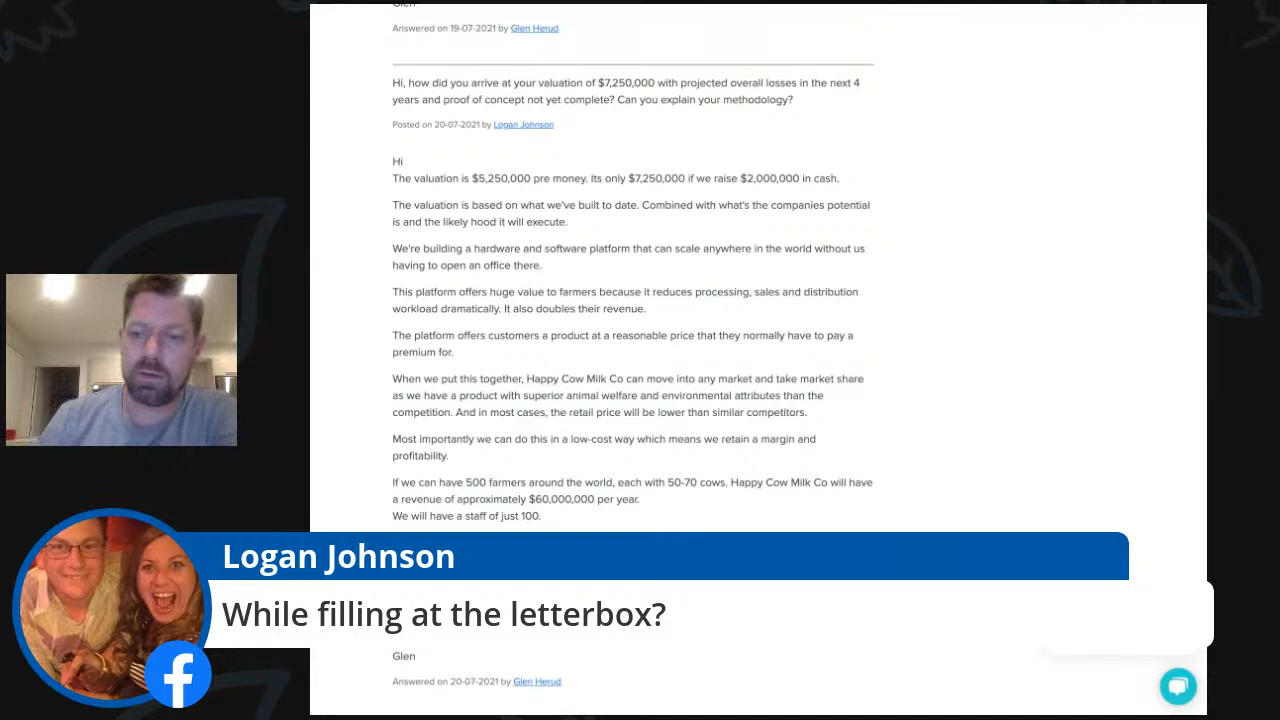 Glen
Answered on 19-07-2021 by Glen Herud
Hi, how did you arrive at your valuation of $7,250,000 with projected overall losses in the next 4
years and proof of concept not yet complete? Can you explain your methodology?
Posted on 20-07-2021 by Logan Johnson
Hi
The valuation is $5,250,000 pre money. Its only $7,250,000 if we raise $2,000,000 in cash.
The valuation is based on what we've built to date. Combined with what's the companies potential
is and the likely hood it will execute.
We're building a hardware and software platform that can scale anywhere in the world without us
having to open an office there.
This platform offers huge value to farmers because it reduces processing, sales and distribution
workload dramatically. It also doubles their revenue.
The platform offers customers a product at a reasonable price that they normally have to pay a
premium for.
When we put this together, Happy Cow Milk Co can move into any market and take market share
as we have a product with superior animal welfare and environmental attributes than the
competition. And in most cases, the retail price will be lower than similar competitors.
Most importantly we can do this in a low-cost way which means we retain a margin and
profitability.
If we can have 500 farmers around the world, each with 50-70 cows. Happy Cow Milk Co will have
a revenue of approximately $60,000,000 per year.
We will have a staff of just 100.
Logan Johnson
While filling at the letterbox?
Glen
Answered on 20-07-2021 by Glen Herud